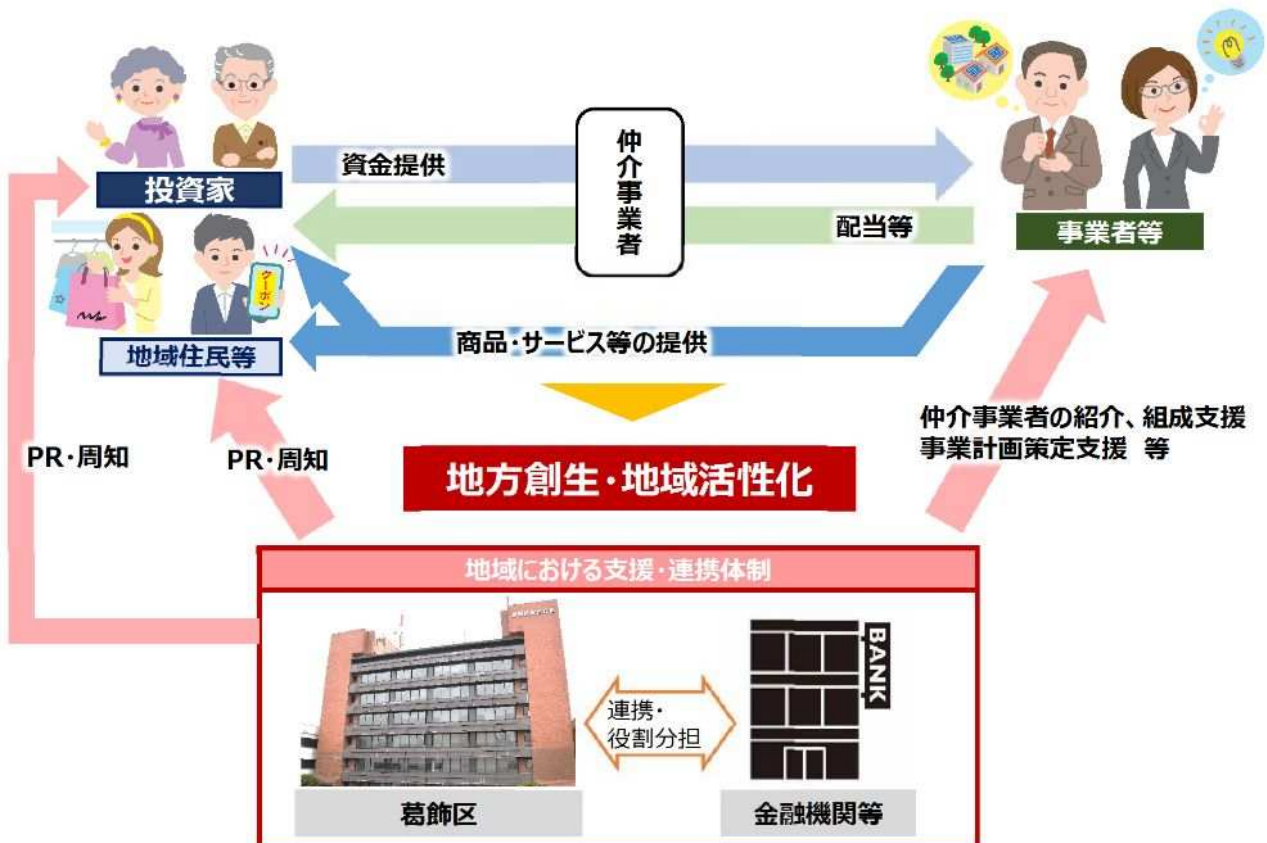 投資家
資金提供
仲介事業者
配当等
事業者等
クーポン
地域住民等
商品・サービス等の提供
PR・周知
PR・周知
仲介事業者の紹介、組成支援
事業計画策定支援 等
地方創生・地域活性化
地域における支援・連携体制
BANK
連携・
役割分担
葛飾区
金融機関等